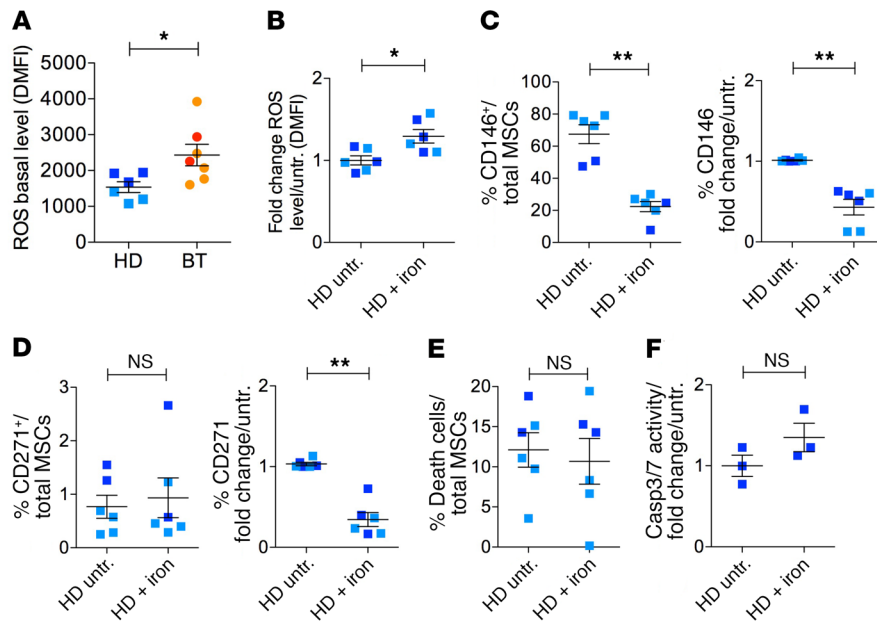 A
*
ROS basal level (DMFI)
5000
4000
3000
2000
1000
0
HD
BT
B
*
Fold change ROS
level/untr. (DMFI)
2
1
0
HD untr.
HD + iron
C
**
% CD146+/
total MSCs
100
80
60
40
20
0
HD untr.
HD + iron
**
% CD146
fold change/untr.
2
1
0
HD untr.
HD + iron
D
NS
% CD271+/
total MSCs
3
2
1
0
HD untr.
HD + iron
**
% CD271
fold change/untr.
2
1
0
HD untr.
HD + iron
E
NS
% Death cells/
total MSCs
20
15
10
5
0
HD untr.
HD + iron
F
NS
Casp3/7 activity/
fold change/untr.
2
1
0
HD untr.
HD + iron